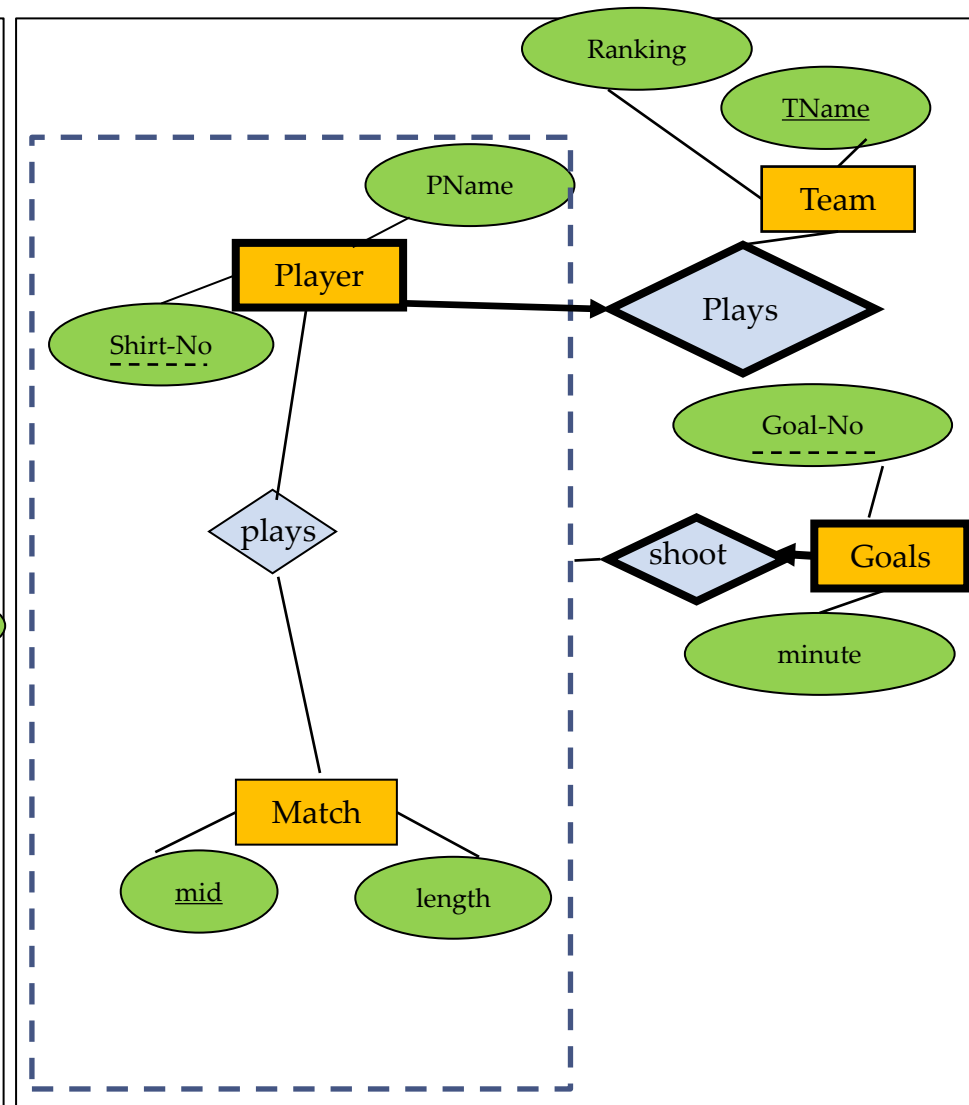 Ranking
TName
Team
PName
Player
Shirt-No
Plays
Goal-No
plays
shoot
Goals
minute
Match
mid
length